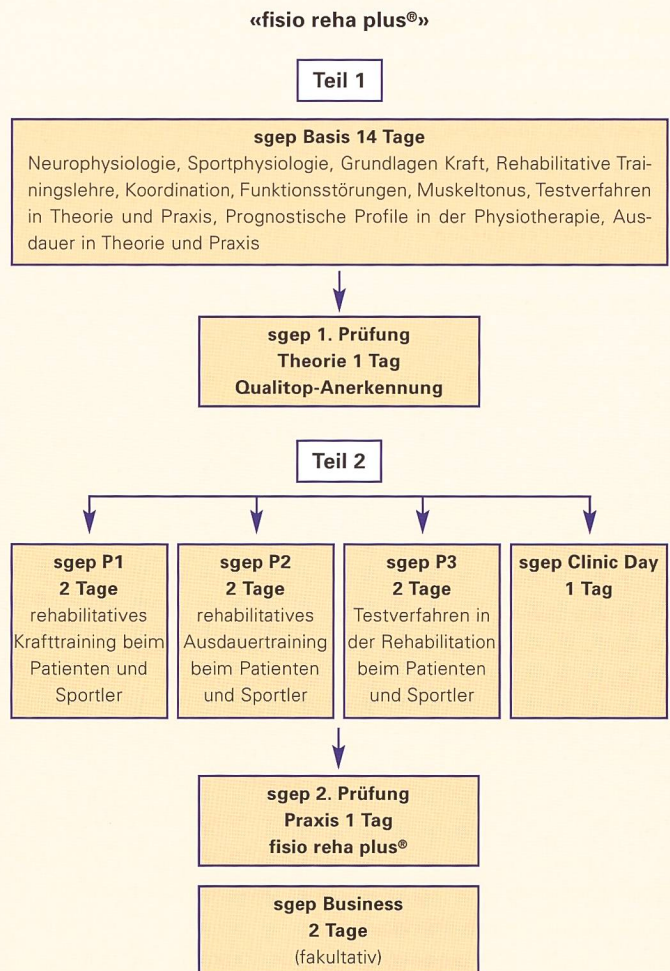 «fisio reha plus®»
Teil 1
sgep Basis 14 Tage
Neurophysiologie, Sportphysiologie, Grundlagen Kraft, Rehabilitative Trai-
ningslehre, Koordination, Funktionsstörungen, Muskeltonus, Testverfahren
in Theorie und Praxis, Prognostische Profile in der Physiotherapie, Aus-
dauer in Theorie und Praxis
sgep 1. Prüfung
Theorie 1 Tag
Qualitop-Anerkennung
Teil 2
sgep P1
2 Tage
rehabilitatives
Krafttraining beim
Patienten und
Sportler
sgep P2
2 Tage
rehabilitatives
Ausdauertraining
beim Patienten
und Sportler
sgep P3
2 Tage
Testverfahren in
der Rehabilitation
beim Patienten
und Sportler
sgep Clinic Day
1 Tag
sgep 2. Prüfung
Praxis 1 Tag
fisio reha plus®
sgep Business
2 Tage
(fakultativ)